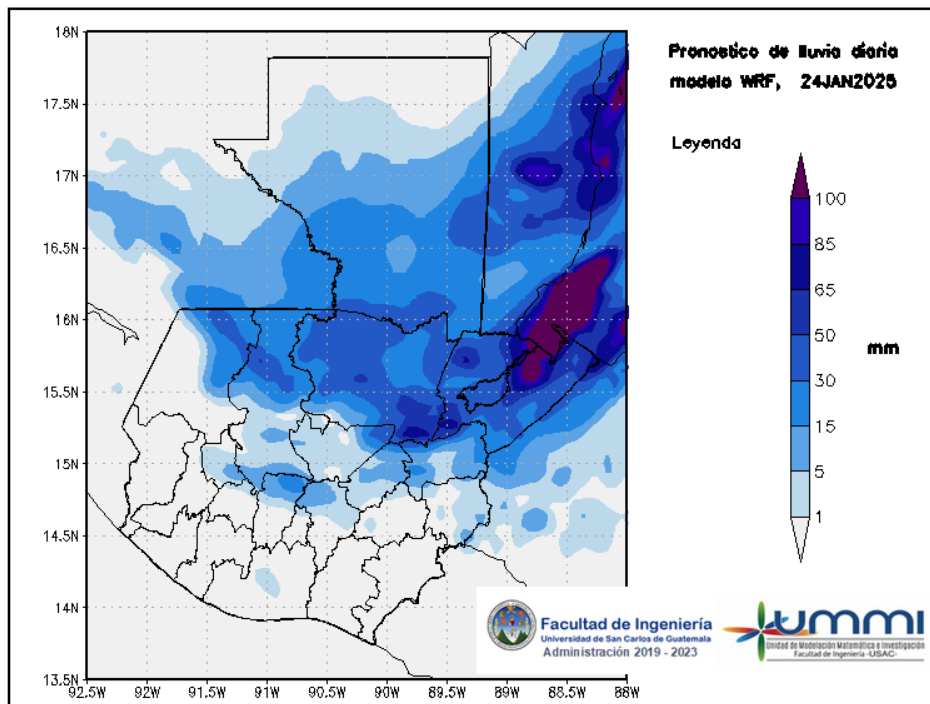 Pronostico de lluvia diaria
modelo WRF, 24JAN2025
Leyenda
100
85
65
50
30
15
5
1
mm
18N
17.5N
17N
16.5N
16N
15.5N
15N
14.5N
14N
13.5N
92.5W 92W 91.5W 91W 90.5W 90W 89.5W 89W 88.5W 88W
Facultad de Ingeniería
Universidad de San Carlos de Guatemala
Administración 2019 - 2023
UMMI
Unidad de Modelación Matemática e Investigación
Facultad de Ingeniería -USAC-